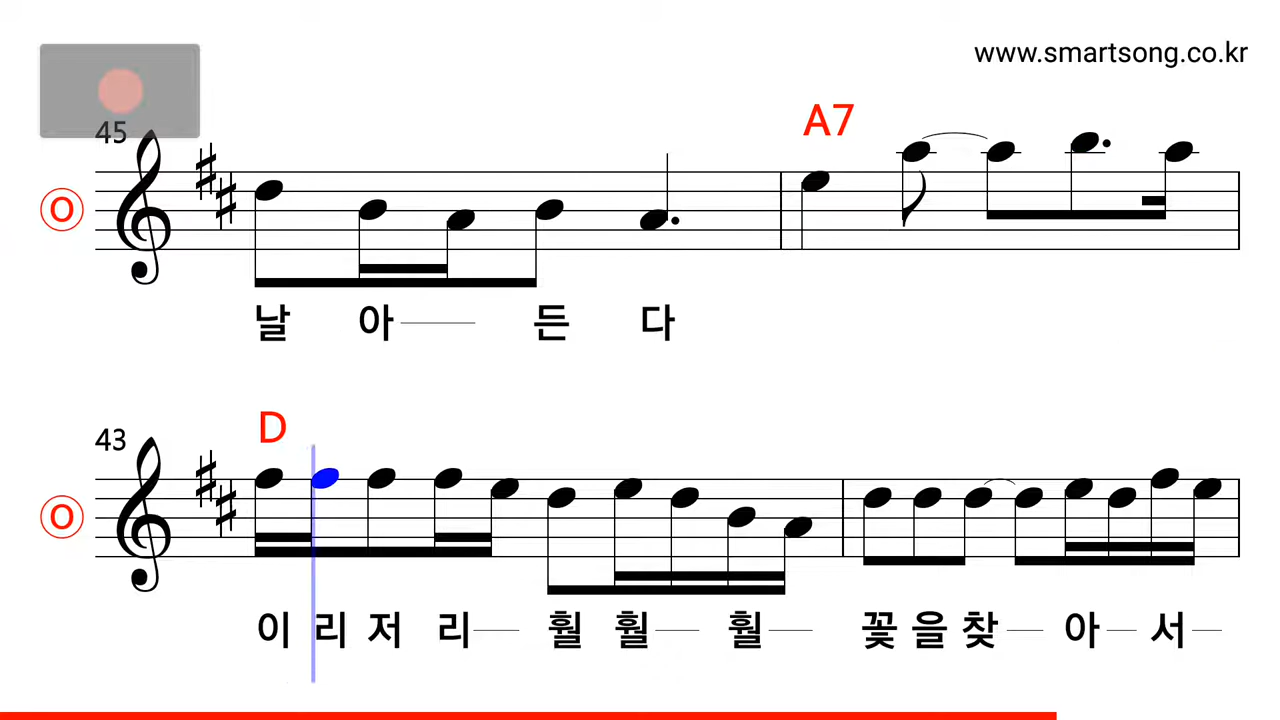 www.smartsong.co.kr
A7
45
O
날 아 든 다
D
43
O
이 리 저 리 훨 훨 훨 꽃 을 찾 아 서